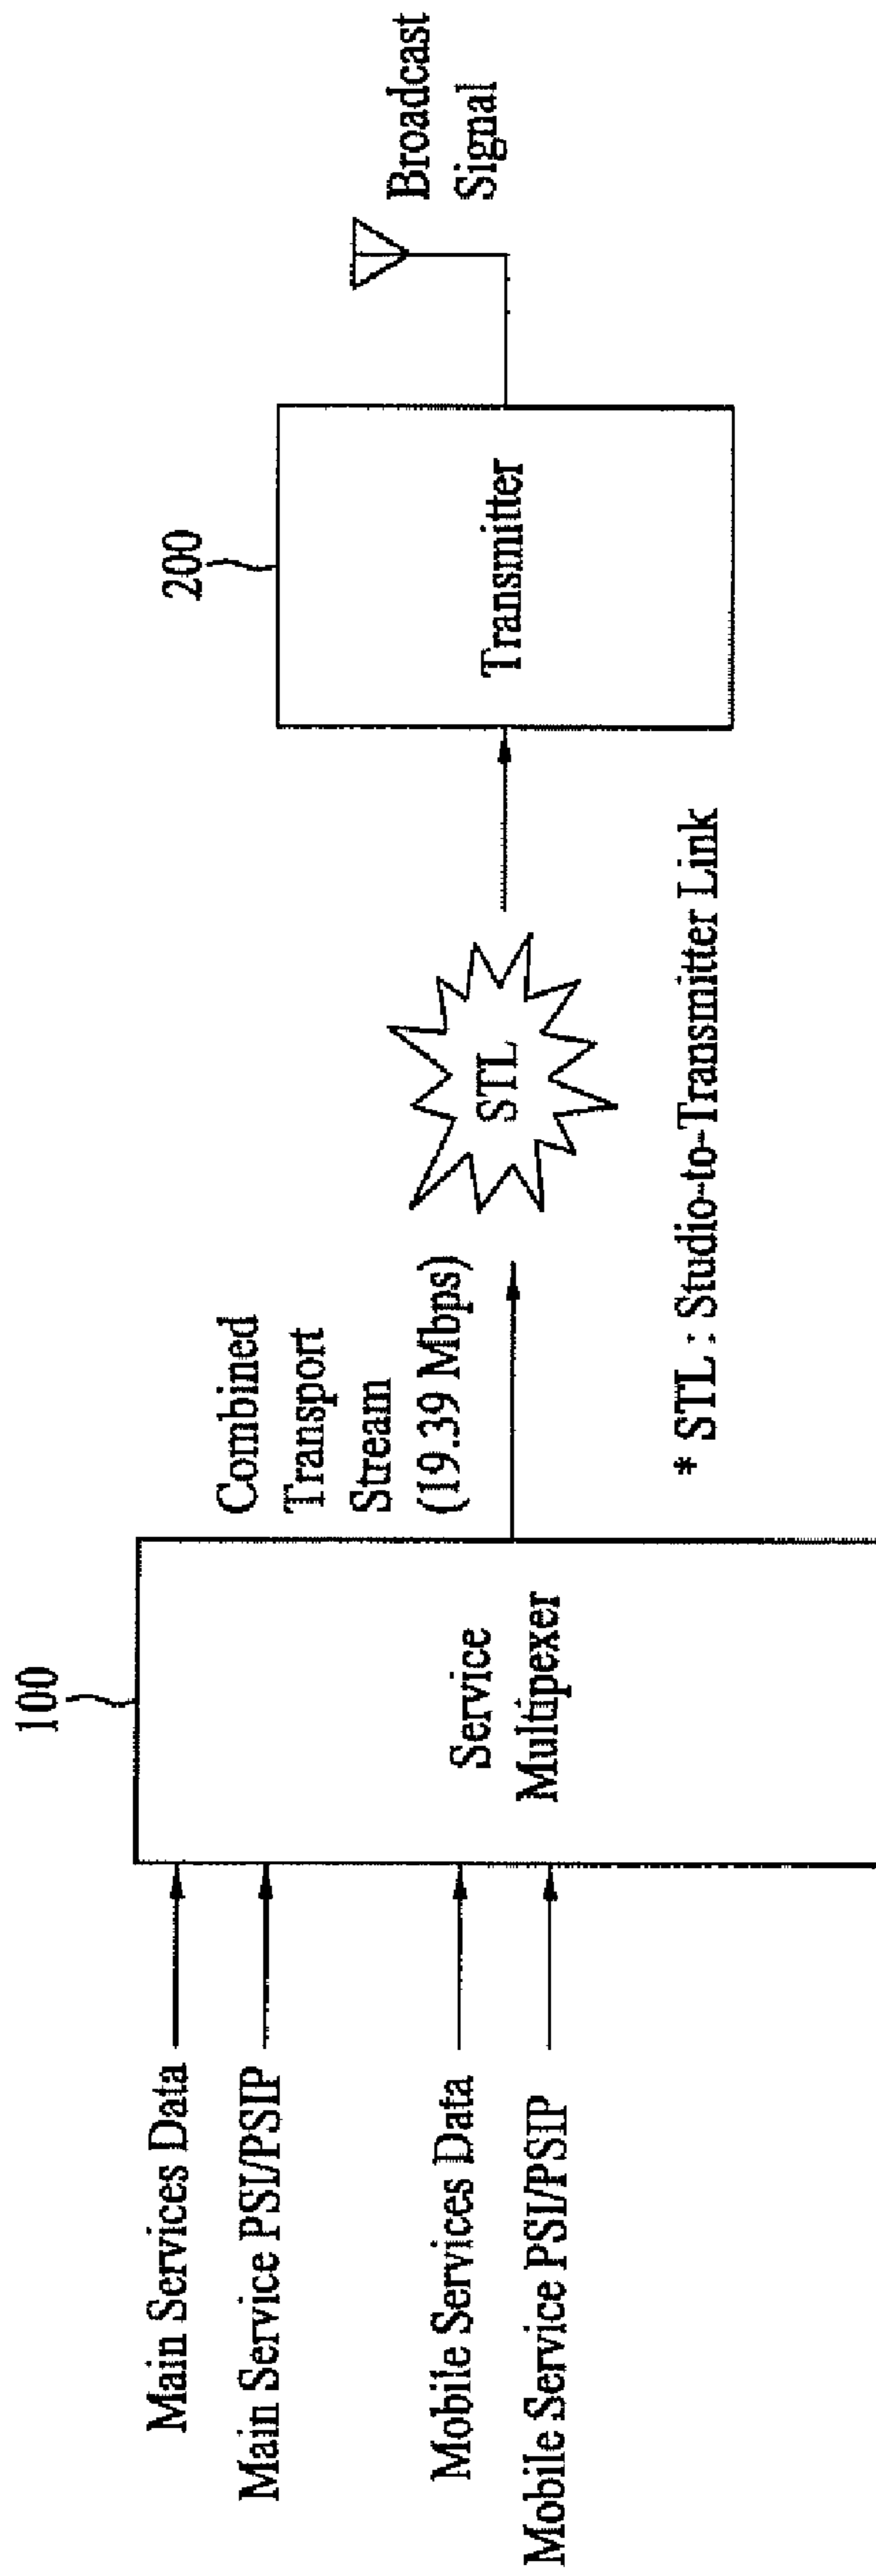 100
Main Services Data
Main Service PSI/PSIP
Mobile Services Data
Mobile Service PSI/PSIP
Service
Multipexer
Combined
Transport
Stream
(19.39 Mbps)
STL
200
Transmitter
Broadcast
Signal
* STL : Studio-to-Transmitter Link